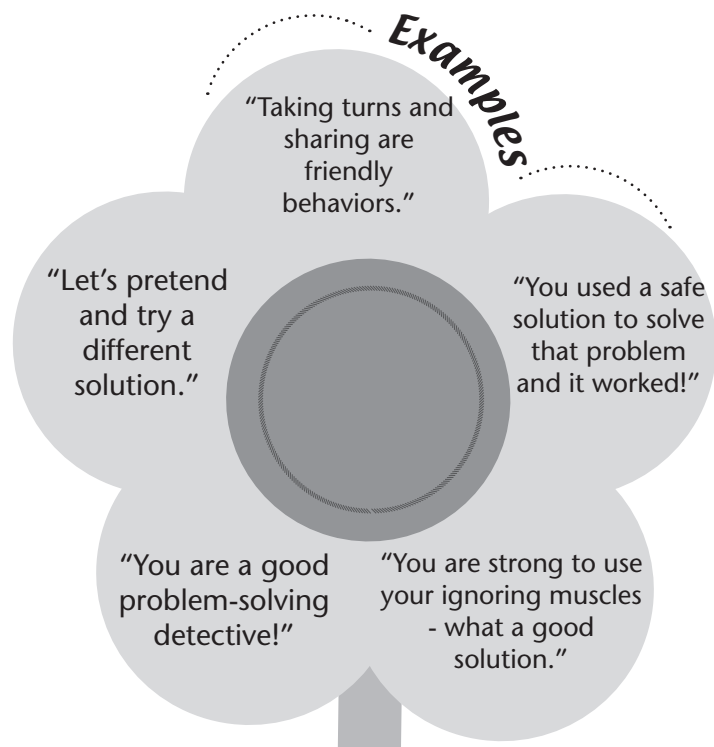 Examples
“Taking turns and
sharing are
friendly
behaviors.”
“Let’s pretend
and try a
different
solution.”
“You used a safe
solution to solve
that problem
and it worked!”
“You are a good
problem-solving
detective!”
“You are strong to use
your ignoring muscles
- what a good
solution.”